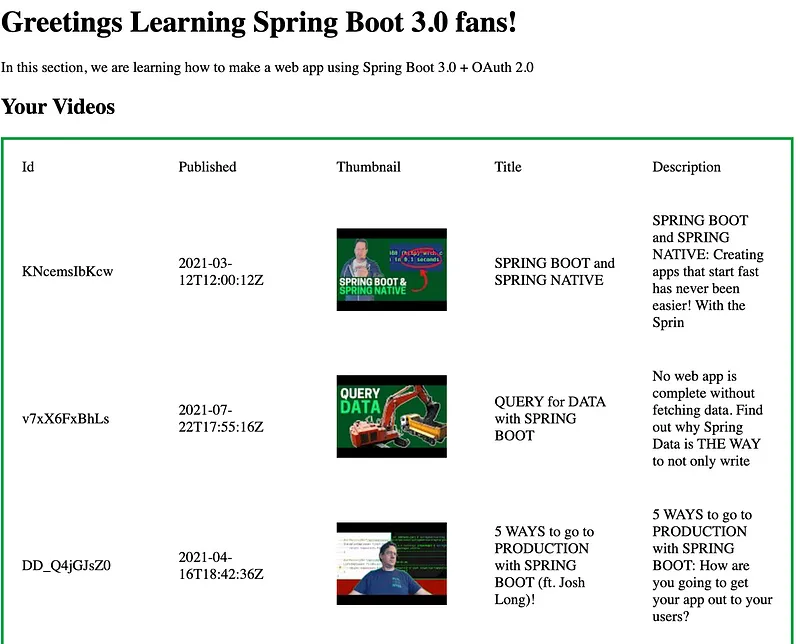 Greetings Learning Spring Boot 3.0 fans!
In this section, we are learning how to make a web app using Spring Boot 3.0 + OAuth 2.0
Your Videos
Id
Published
Thumbnail
Title
Description
KNcemsIbKcw
2021-03-
12T12:00:12Z
in 0.1 seconds
SPRING BOOT &
SPRING NATIVE
SPRING BOOT and
SPRING NATIVE
SPRING BOOT
and SPRING
NATIVE: Creating
apps that start fast
has never been
easier! With the
Sprin
v7xX6FxBhLs
2021-07-
22T17:55:16Z
QUERY
DATA
QUERY for DATA
with SPRING
BOOT
No web app is
complete without
fetching data. Find
out why Spring
Data is THE WAY
to not only write
DD_Q4jGJsZ0
2021-04-
16T18:42:36Z
5 WAYS to go to
PRODUCTION
with SPRING
BOOT (ft. Josh
Long)!
5 WAYS to go to
PRODUCTION
with SPRING
BOOT: How are
you going to get
your app out to your
users?